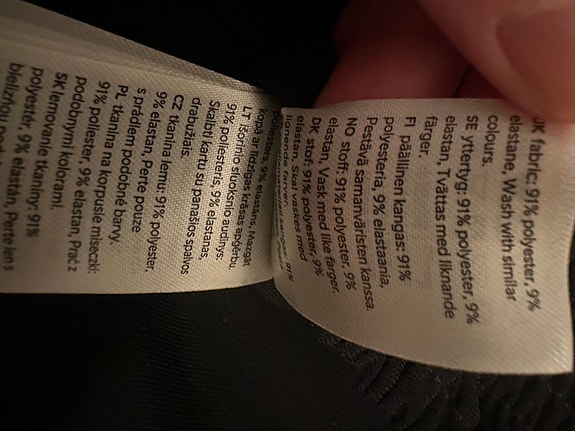 UK fabric: 91% polyester, 9%
elastane, Wash with similar
colours.
SE yttertyg: 91% polyester, 9%
elastan, Tvättas med liknande
färger.
FI päällinen kangas: 91%
polyesteria, 9% elastaania,
Pestävä samanväristen kanssa.
NO stoff: 91% polyester, 9%
elastan, Vask med like farger.
DK stof: 91% polyester, 9%
elastan, Skal vaskes med
lignende farver.
9% elastāns, Mazgāt
Kopā ar līdzīgas krāsas apģērbu.
LT išorinio sluoksnio audinys:
91% poliesteris, 9% elastanas,
Skalbti kartu su panašios spalvos
drabužiais.
CZ tkanina lemu: 91% polyester,
9% elastan, Perte pouze
s prádlem podobné barvy.
PL tkanina na korpusie miseczki:
91% poliester, 9% elastan, Prać z
podobnymi kolorami.
SK lemovanie tkaniny: 91%
polyester, 9% elastan, Perte len s